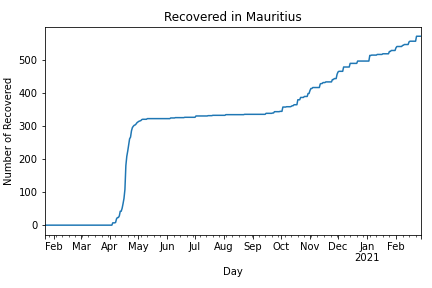 Recovered in Mauritius
Number of Recovered
500
400
300
200
100
0
Feb Mar Apr May Jun Jul Aug Sep Oct Nov Dec Jan Feb
2021
Day